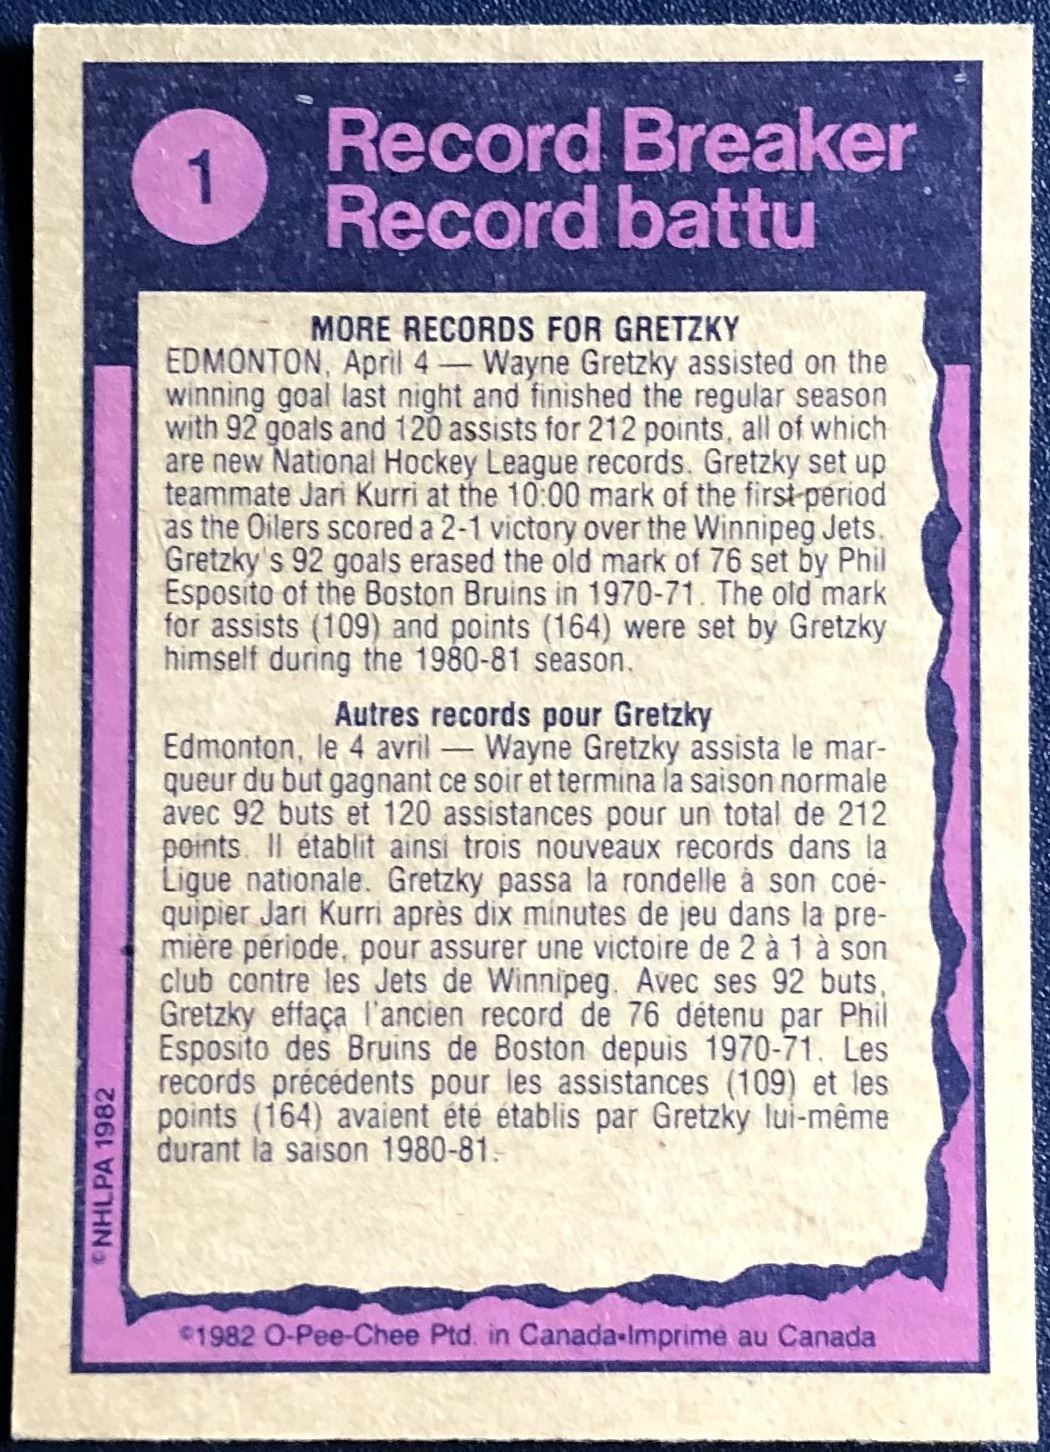 1
Record Breaker
Record battu
MORE RECORDS FOR GRETZKY
EDMONTON, April 4 — Wayne Gretzky assisted on the
winning goal last night and finished the regular season
with 92 goals and 120 assists for 212 points, all of which
are new National Hockey League records. Gretzky set up
teammate Jari Kurri at the 10:00 mark of the first period
as the Oilers scored a 2-1 victory over the Winnipeg Jets.
Gretzky's 92 goals erased the old mark of 76 set by Phil
Esposito of the Boston Bruins in 1970-71. The old mark
for assists (109) and points (164) were set by Gretzky
himself during the 1980-81 season.
Autres records pour Gretzky
Edmonton, le 4 avril — Wayne Gretzky assista le mar-
queur du but gagnant ce soir et termina la saison normale
avec 92 buts et 120 assistances pour un total de 212
points. Il établit ainsi trois nouveaux records dans la
Ligue nationale. Gretzky passa la rondelle à son coé-
quipier Jari Kurri après dix minutes de jeu dans la pre-
mière période, pour assurer une victoire de 2 à 1 à son
club contre les Jets de Winnipeg. Avec ses 92 buts,
Gretzky effaça l'ancien record de 76 détenu par Phil
Esposito des Bruins de Boston depuis 1970-71. Les
records précédents pour les assistances (109) et les
points (164) avaient été établis par Gretzky lui-même
durant la saison 1980-81.
©NHLPA 1982
©1982 O-Pee-Chee Ptd. in Canada•Imprimé au Canada